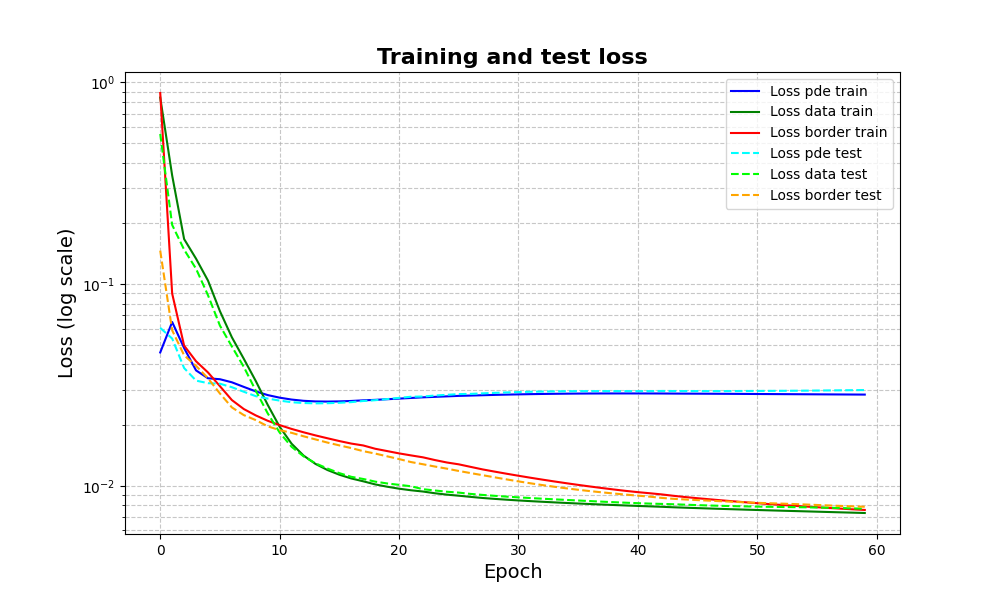 Training and test loss
Loss (log scale)
10⁰
10⁻¹
10⁻²
Loss pde train
Loss data train
Loss border train
Loss pde test
Loss data test
Loss border test
0 10 20 30 40 50 60
Epoch